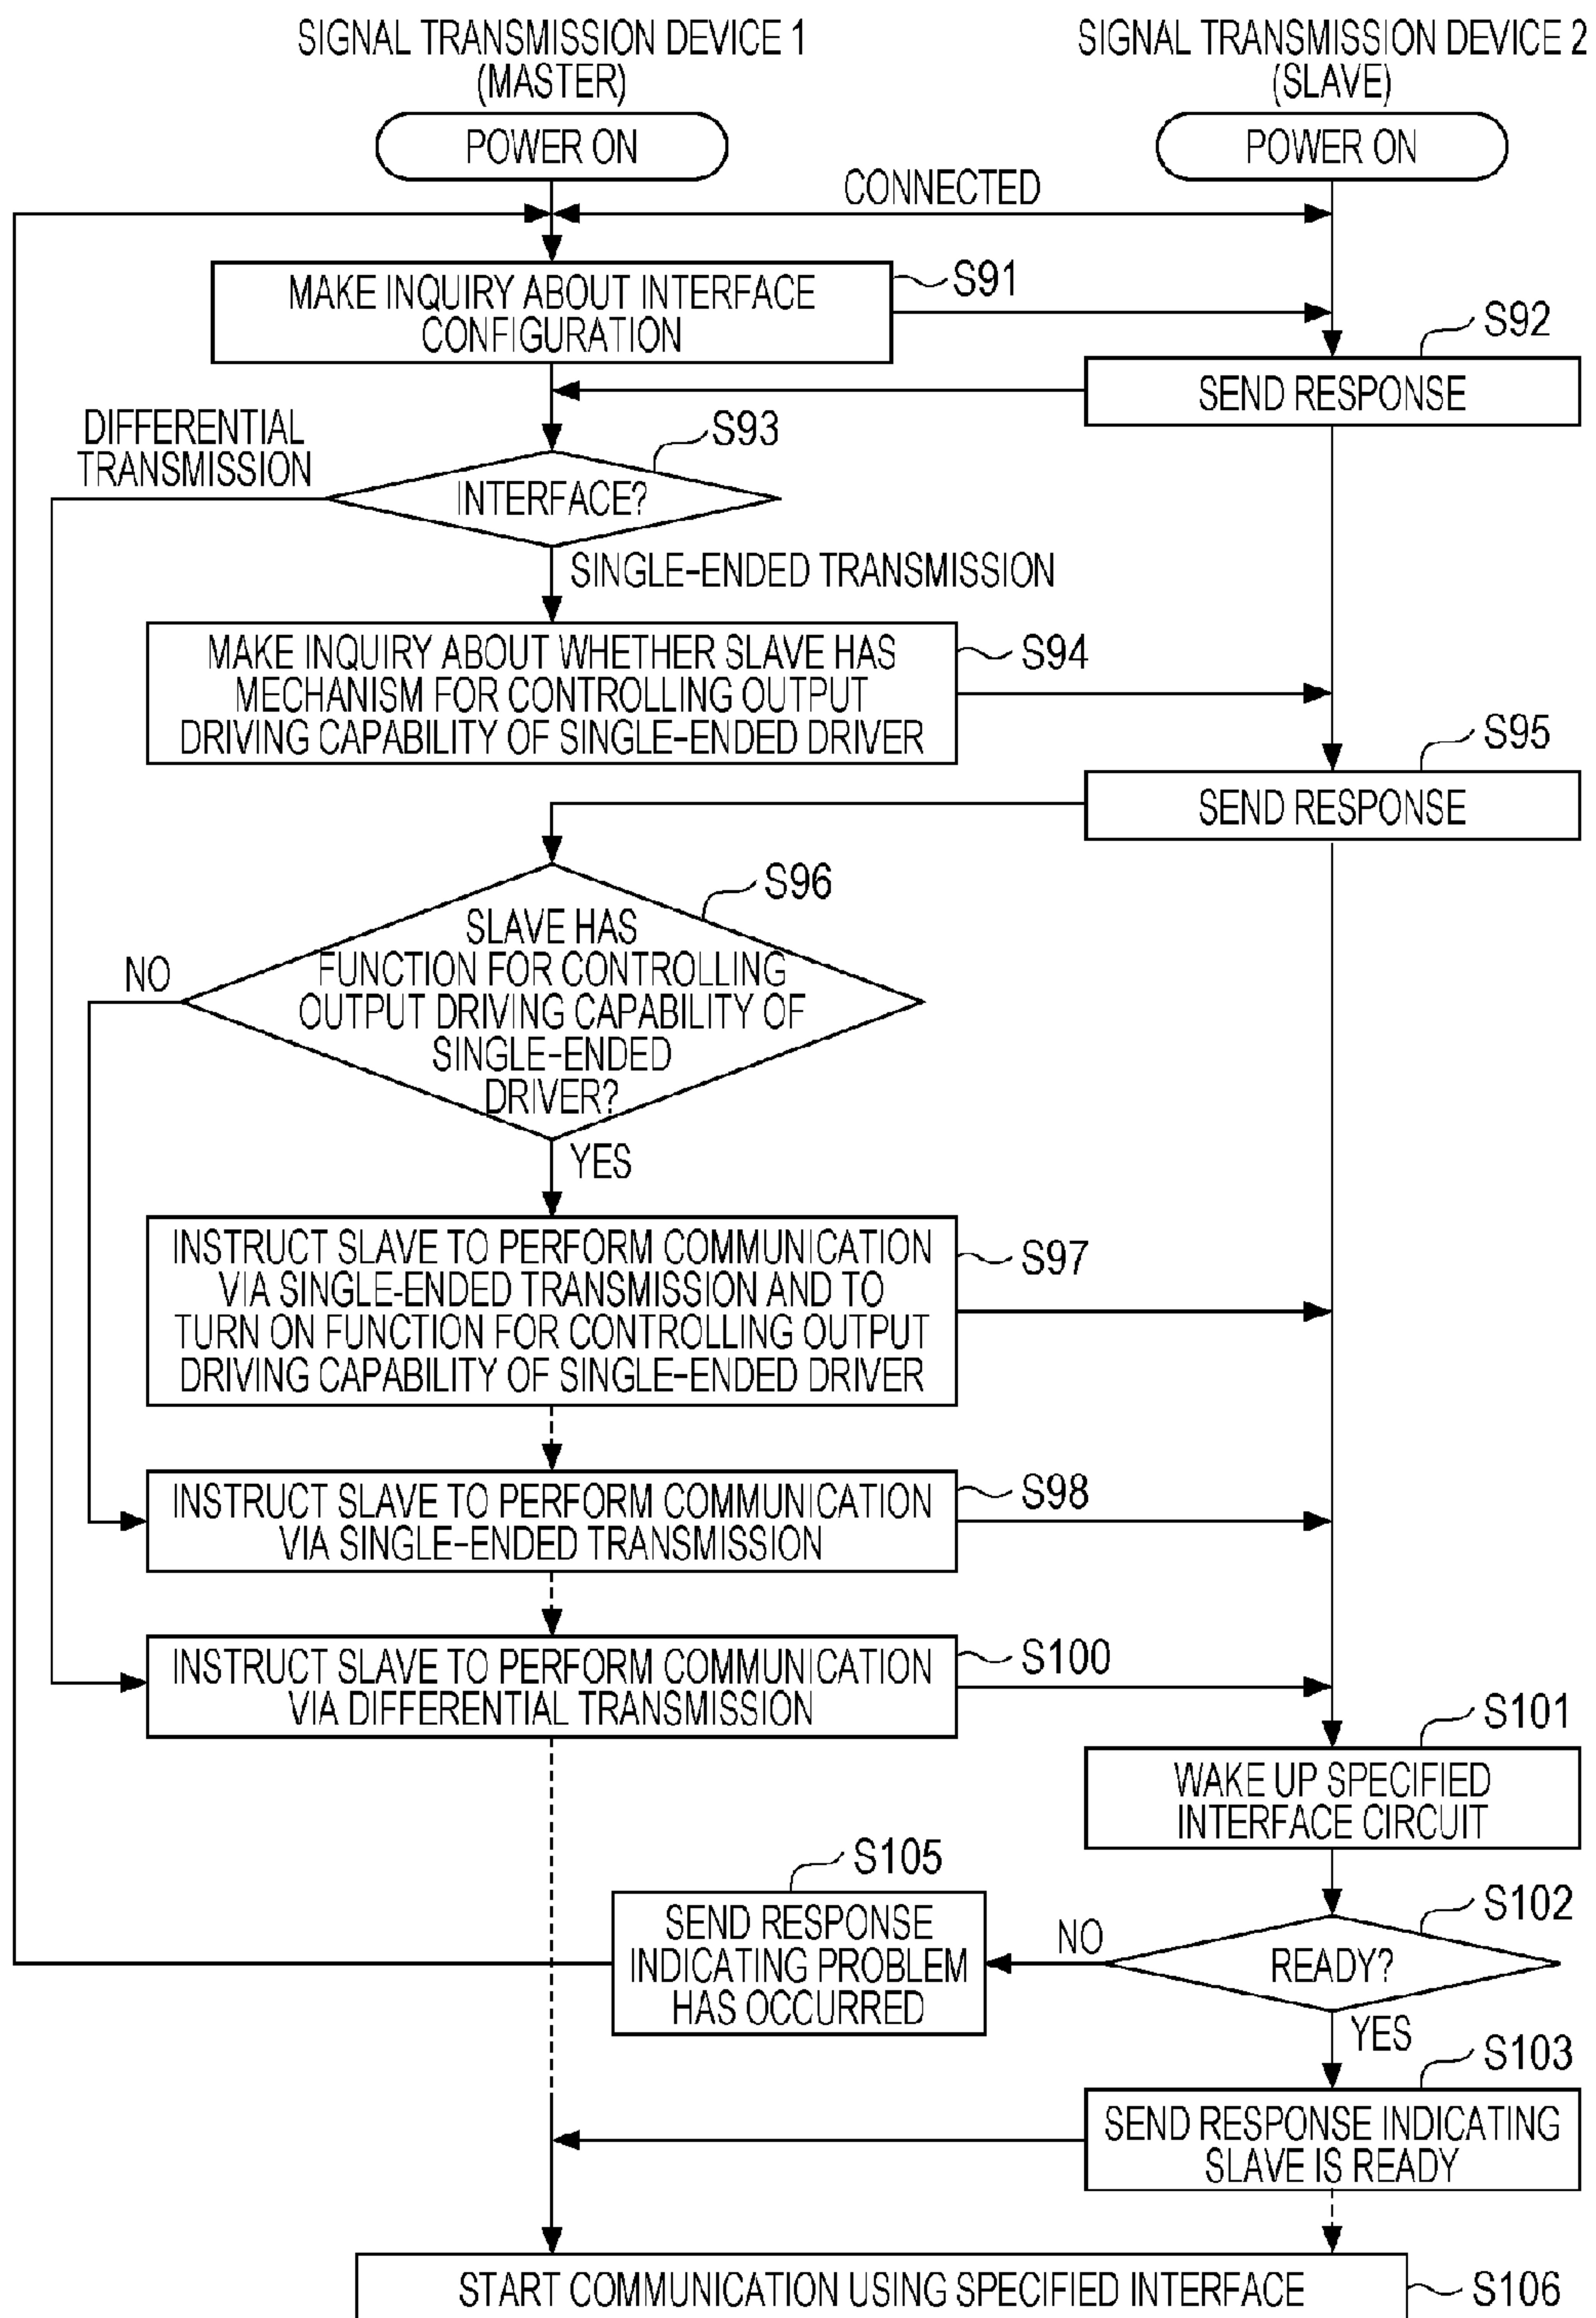 SIGNAL TRANSMISSION DEVICE 1
(MASTER)
SIGNAL TRANSMISSION DEVICE 2
(SLAVE)
POWER ON
POWER ON
CONNECTED
MAKE INQUIRY ABOUT INTERFACE
CONFIGURATION
S91
S92
SEND RESPONSE
DIFFERENTIAL
TRANSMISSION
S93
INTERFACE?
SINGLE-ENDED TRANSMISSION
MAKE INQUIRY ABOUT WHETHER SLAVE HAS
MECHANISM FOR CONTROLLING OUTPUT
DRIVING CAPABILITY OF SINGLE-ENDED DRIVER
S94
S95
SEND RESPONSE
S96
SLAVE HAS
FUNCTION FOR CONTROLLING
OUTPUT DRIVING CAPABILITY OF
SINGLE-ENDED
DRIVER?
NO
YES
INSTRUCT SLAVE TO PERFORM COMMUNICATION
VIA SINGLE-ENDED TRANSMISSION AND TO
TURN ON FUNCTION FOR CONTROLLING OUTPUT
DRIVING CAPABILITY OF SINGLE-ENDED DRIVER
S97
INSTRUCT SLAVE TO PERFORM COMMUNICATION
VIA SINGLE-ENDED TRANSMISSION
S98
INSTRUCT SLAVE TO PERFORM COMMUNICATION
VIA DIFFERENTIAL TRANSMISSION
S100
S101
WAKE UP SPECIFIED
INTERFACE CIRCUIT
S105
SEND RESPONSE
INDICATING PROBLEM
HAS OCCURRED
NO
S102
READY?
YES
S103
SEND RESPONSE INDICATING
SLAVE IS READY
START COMMUNICATION USING SPECIFIED INTERFACE
S106